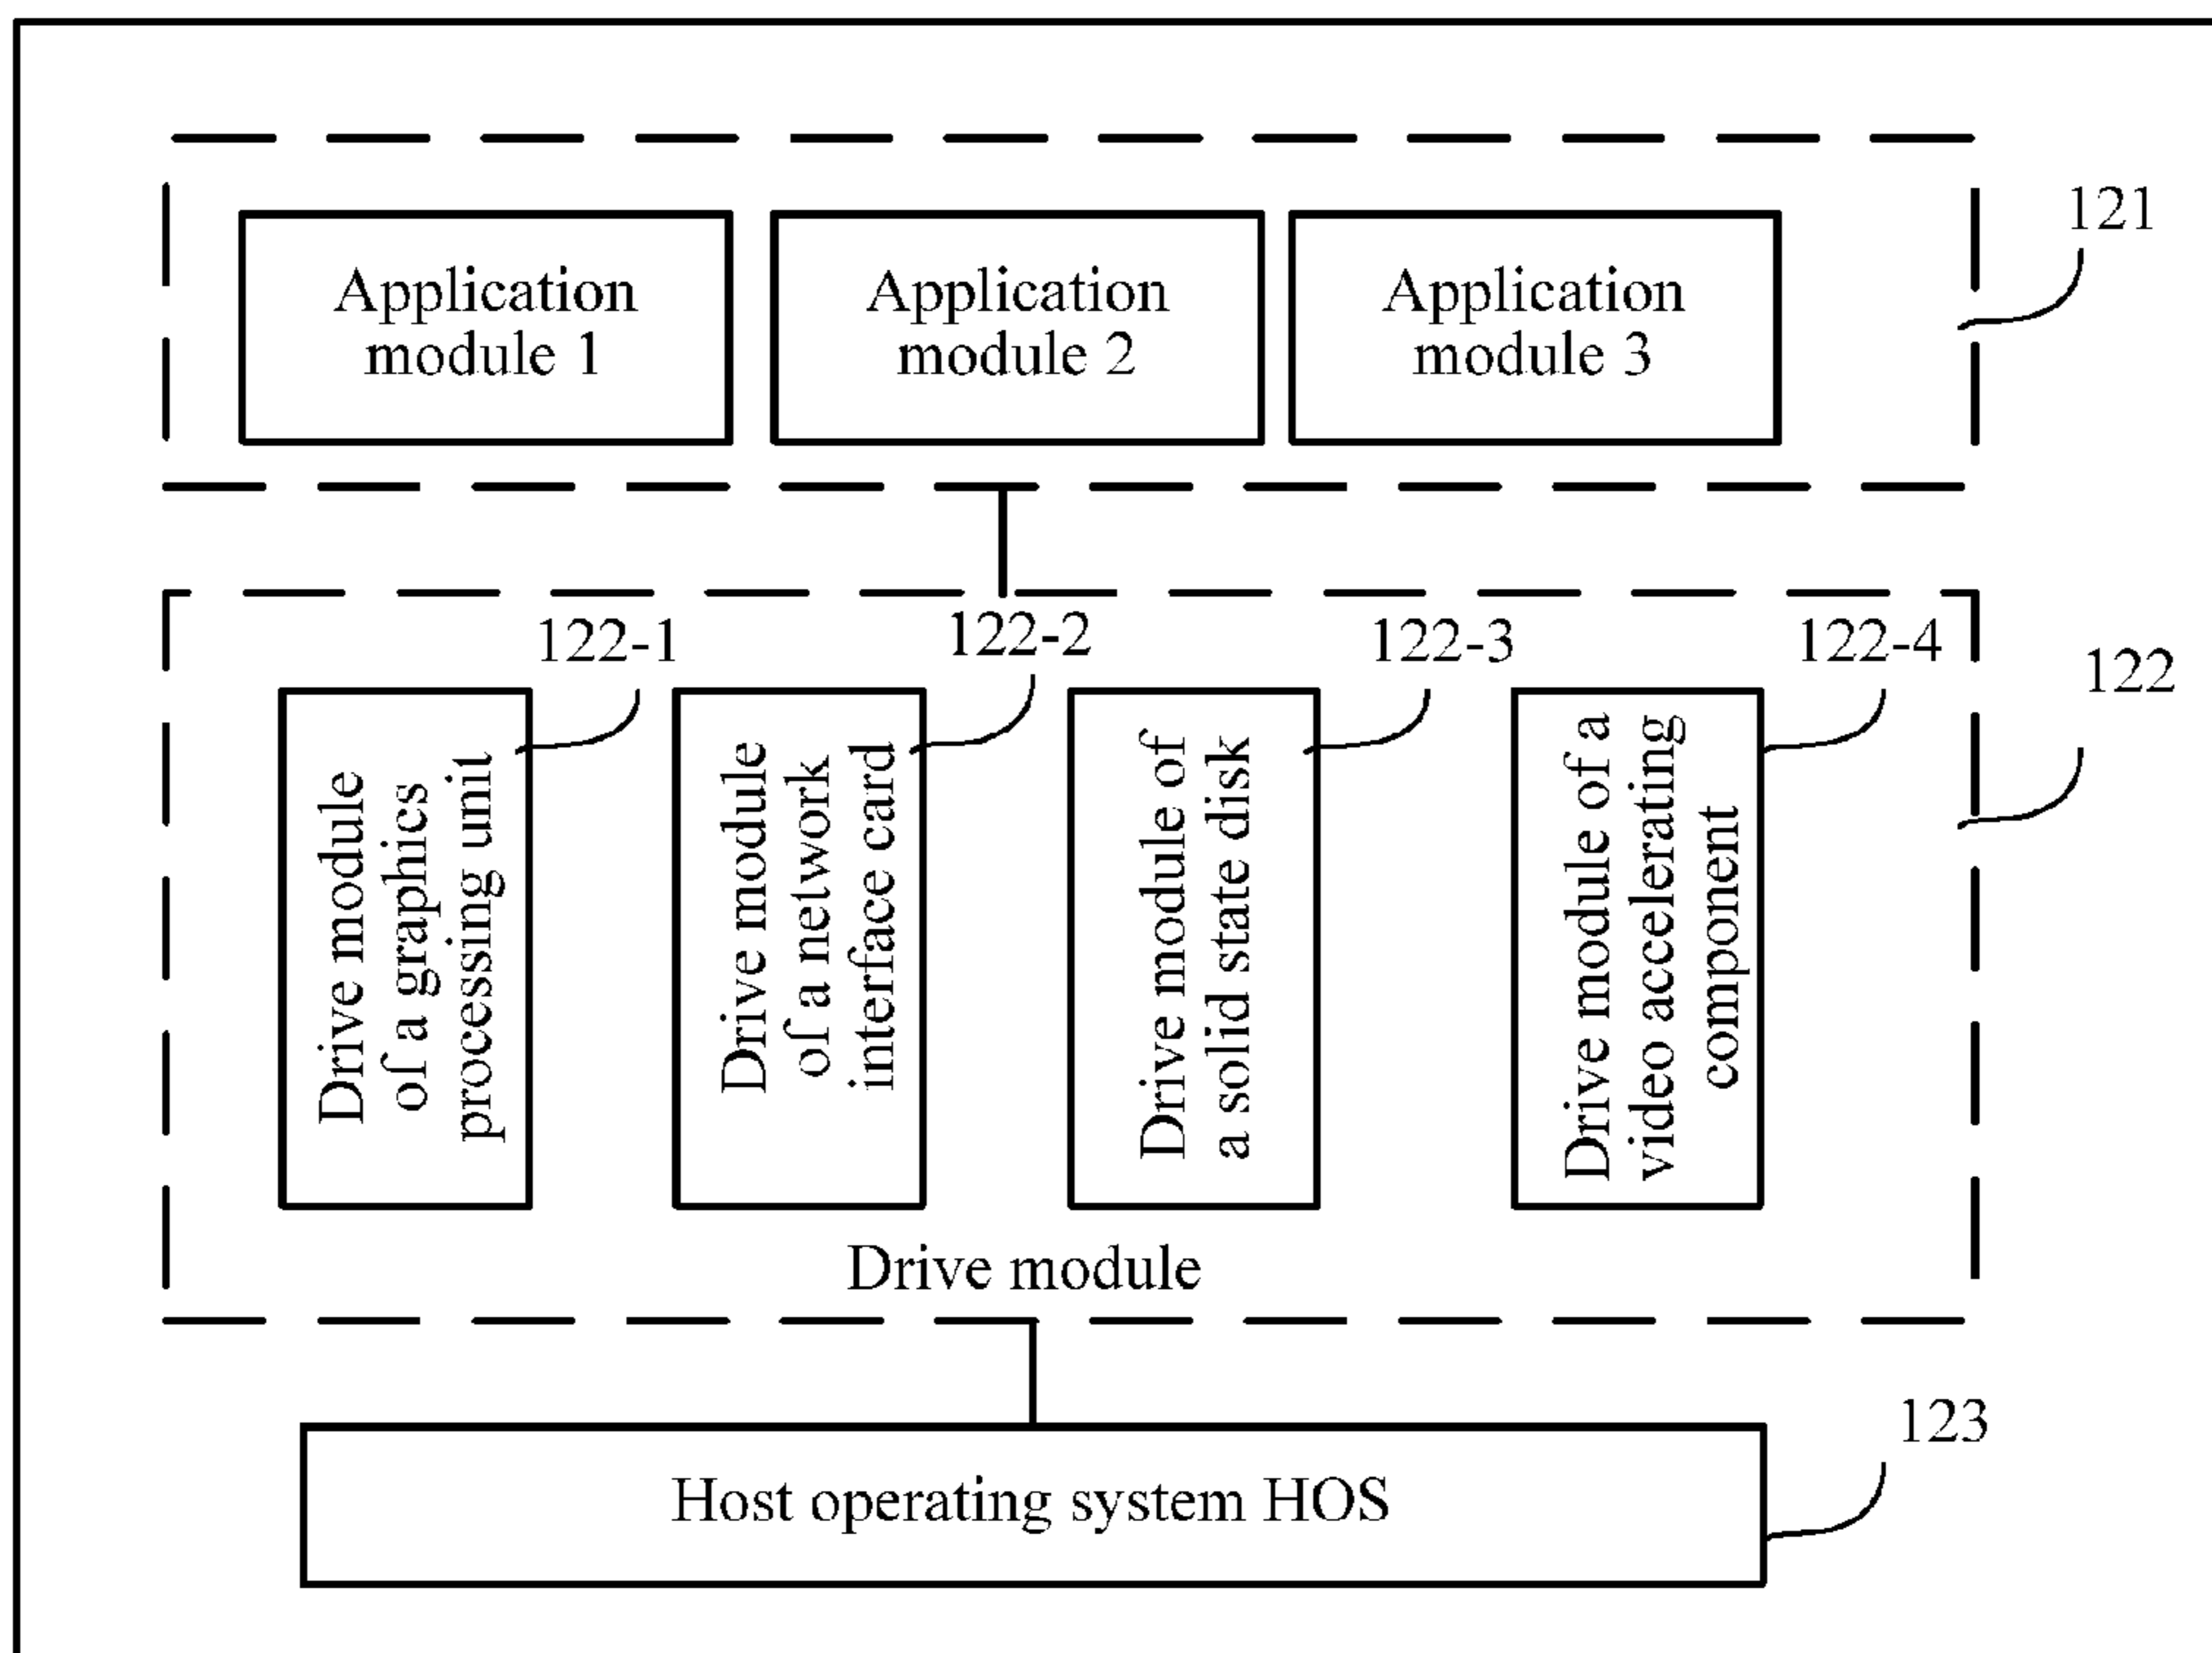 Application
module 1
Application
module 2
Application
module 3
121
122-1
122-2
122-3
122-4
122
Drive module
of a graphics
processing unit
Drive module
of a network
interface card
Drive module of
a solid state disk
Drive module of a
video accelerating
component
Drive module
123
Host operating system HOS